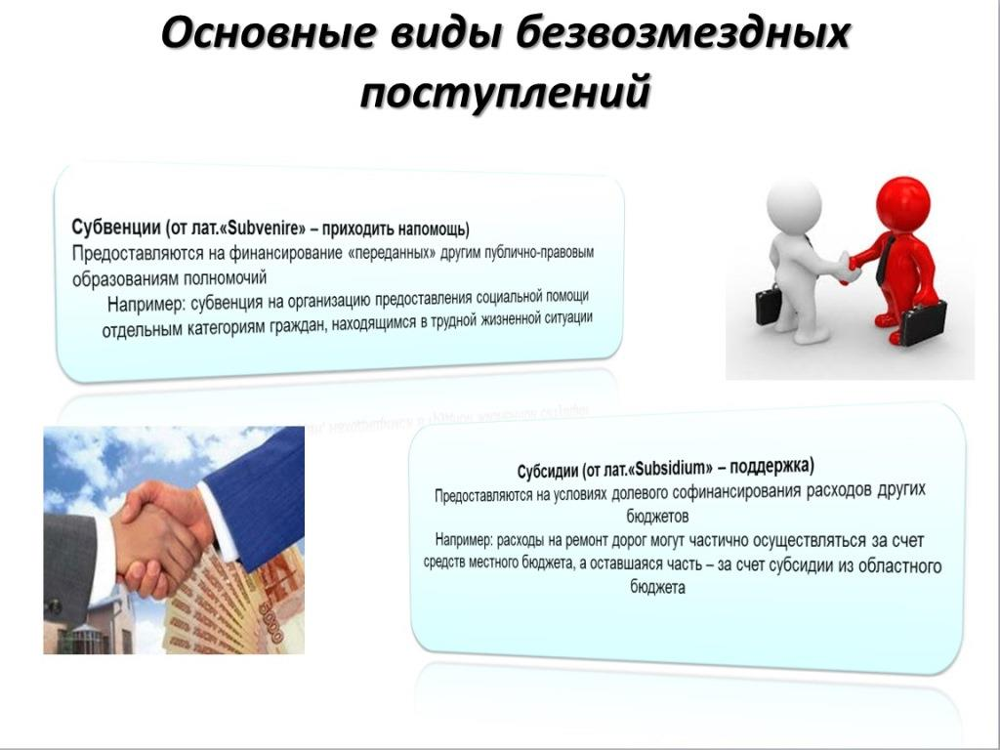 Основные виды безвозмездных
поступлений
Субвенции (от лат.«Subvenire» – приходить напомощь)
Предоставляются на финансирование «переданных» другим публично-правовым
образованиям полномочий
Например: субвенция на организацию предоставления социальной помощи
отдельным категориям граждан, находящимся в трудной жизненной ситуации
Субсидии (от лат.«Subsidium» – поддержка)
Предоставляются на условиях долевого софинансирования расходов других
бюджетов
Например: расходы на ремонт дорог могут частично осуществляться за счет
средств местного бюджета, а оставшаяся часть – за счет субсидии из областного
бюджета
5000